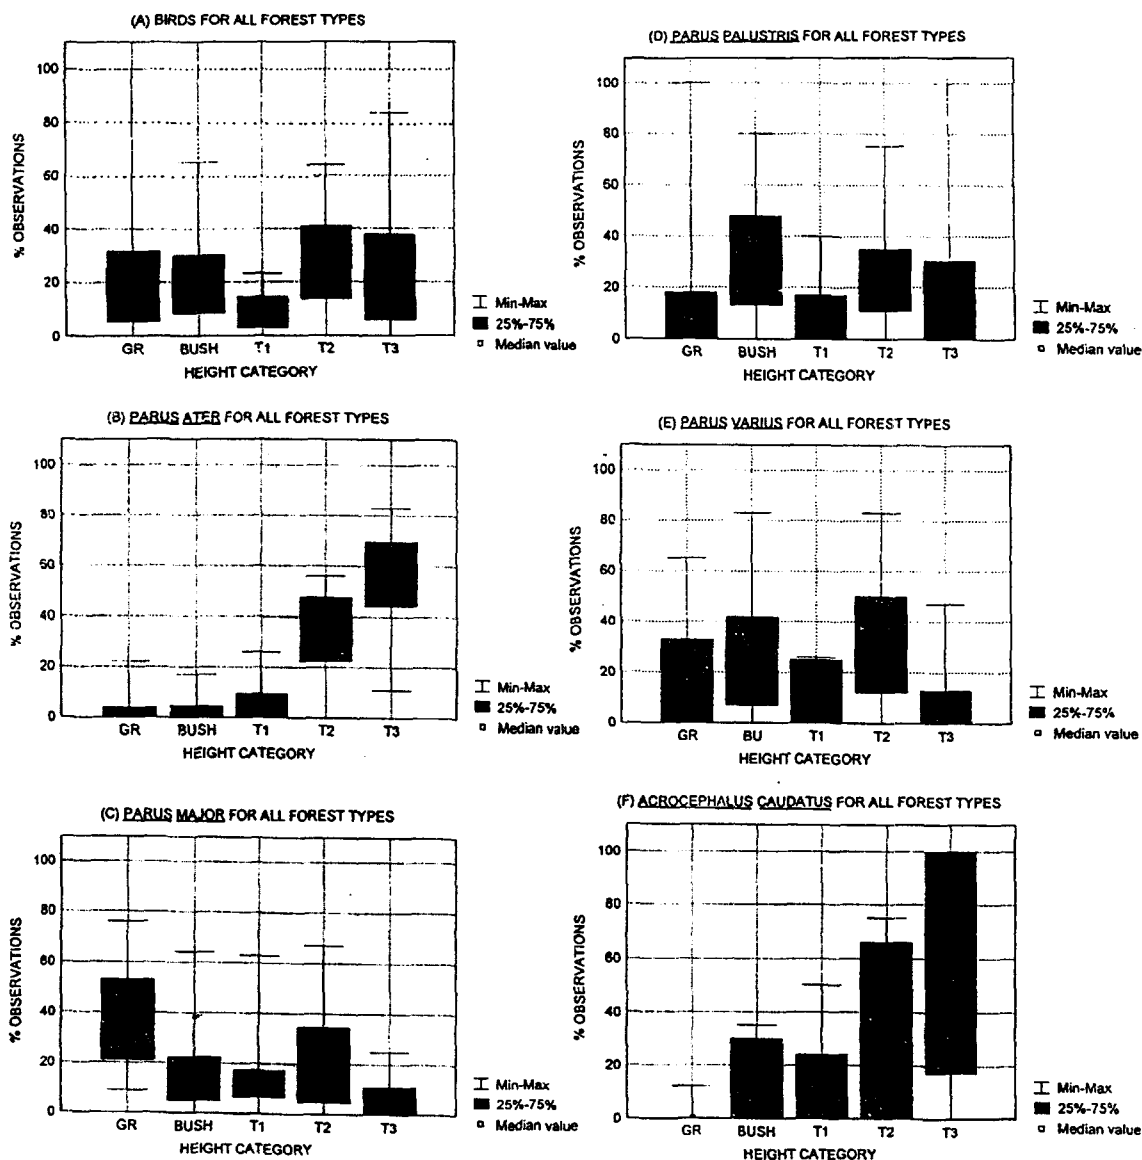 (A) BIRDS FOR ALL FOREST TYPES
% OBSERVATIONS
100
80
60
40
20
0
GR BUSH T1 T2 T3
HEIGHT CATEGORY
Min-Max
25%-75%
Median value
(B) PARUS ATER FOR ALL FOREST TYPES
% OBSERVATIONS
100
80
60
40
20
0
GR BUSH T1 T2 T3
HEIGHT CATEGORY
Min-Max
25%-75%
Median value
(C) PARUS MAJOR FOR ALL FOREST TYPES
% OBSERVATIONS
100
80
60
40
20
0
GR BUSH T1 T2 T3
HEIGHT CATEGORY
Min-Max
25%-75%
Median value
(D) PARUS PALUSTRIS FOR ALL FOREST TYPES
% OBSERVATIONS
100
80
60
40
20
0
GR BUSH T1 T2 T3
HEIGHT CATEGORY
Min-Max
25%-75%
Median value
(E) PARUS VARIUS FOR ALL FOREST TYPES
% OBSERVATIONS
100
80
60
40
20
0
GR BU T1 T2 T3
HEIGHT CATEGORY
Min-Max
25%-75%
Median value
(F) ACROCEPHALUS CAUDATUS FOR ALL FOREST TYPES
% OBSERVATIONS
100
80
60
40
20
0
GR BUSH T1 T2 T3
HEIGHT CATEGORY
Min-Max
25%-75%
Median value